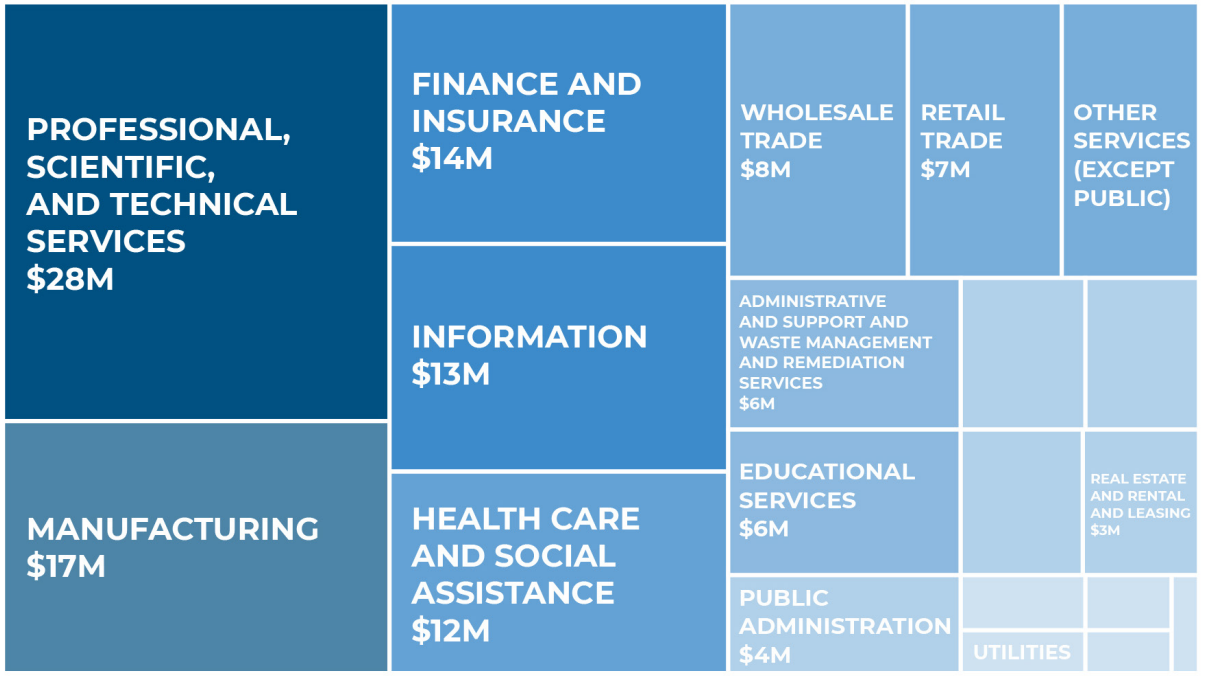 PROFESSIONAL,
SCIENTIFIC,
AND TECHNICAL
SERVICES
$28M
MANUFACTURING
$17M
FINANCE AND
INSURANCE
$14M
INFORMATION
$13M
HEALTH CARE
AND SOCIAL
ASSISTANCE
$12M
WHOLESALE
TRADE
$8M
RETAIL
TRADE
$7M
OTHER
SERVICES
(EXCEPT
PUBLIC)
ADMINISTRATIVE
AND SUPPORT AND
WASTE MANAGEMENT
AND REMEDIATION
SERVICES
$6M
EDUCATIONAL
SERVICES
$6M
REAL ESTATE
AND RENTAL
AND LEASING
$3M
PUBLIC
ADMINISTRATION
$4M
UTILITIES